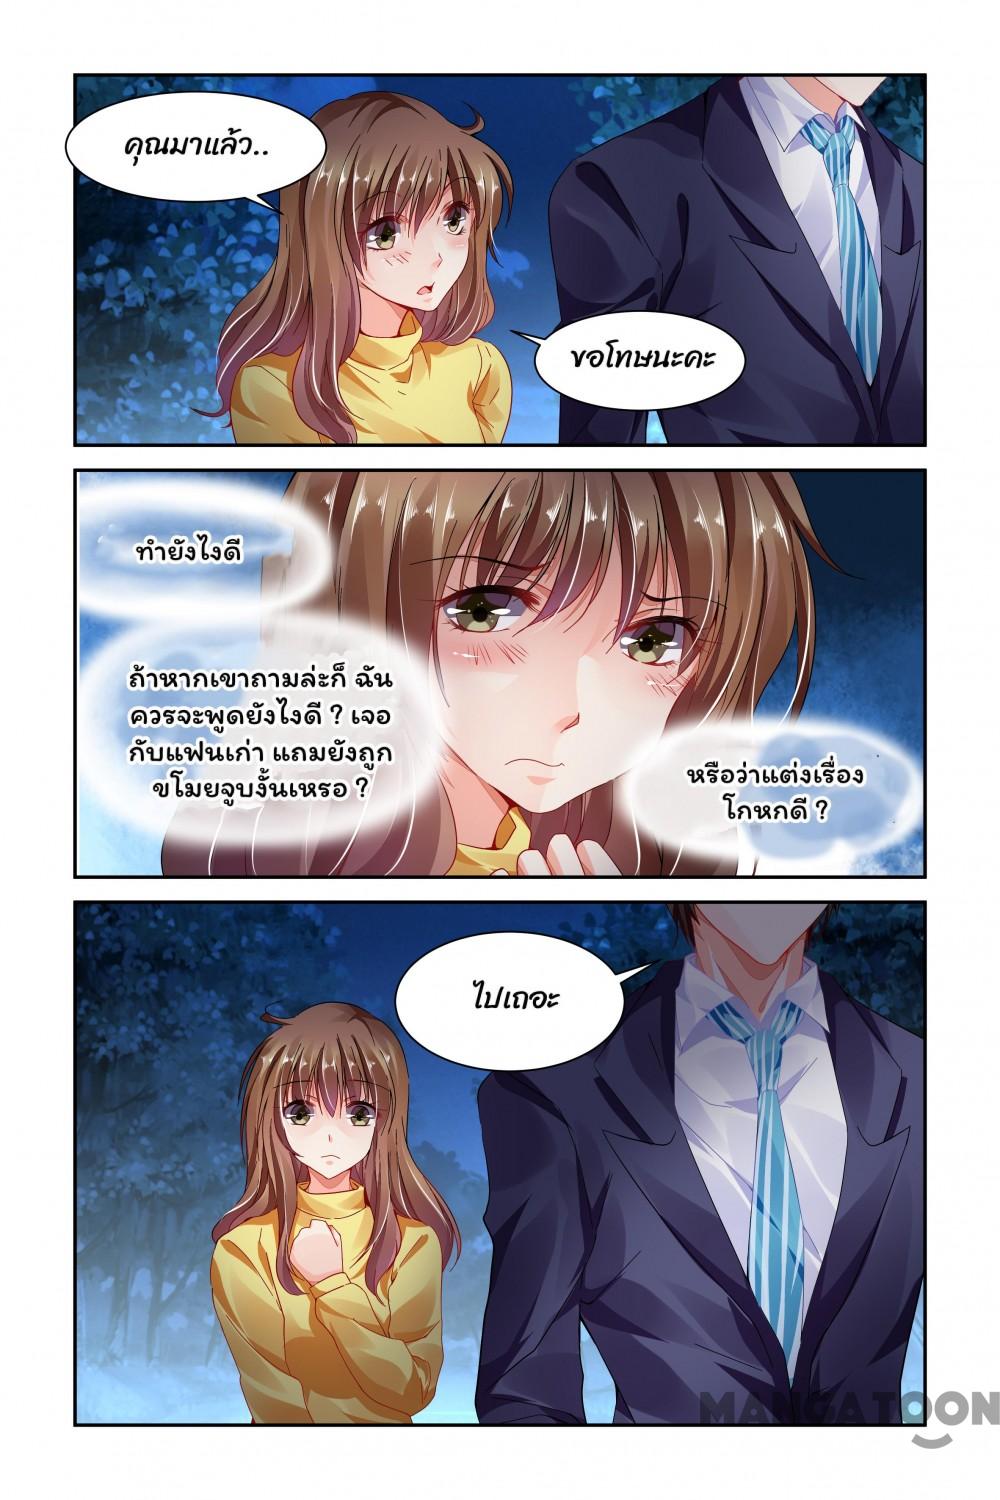 คุณมาแล้ว..
ขอโทษนะคะ
ทำยังไงดี
ถ้าหากเขาถามล่ะก็ ฉัน
ควรจะพูดยังไงดี ? เจอ
กับแฟนเก่า แถมยังถูก
ขโมยจูบงั้นเหรอ ?
หรือว่าแต่งเรื่อง
โกหกดี ?
ไปเถอะ
MANGATOON